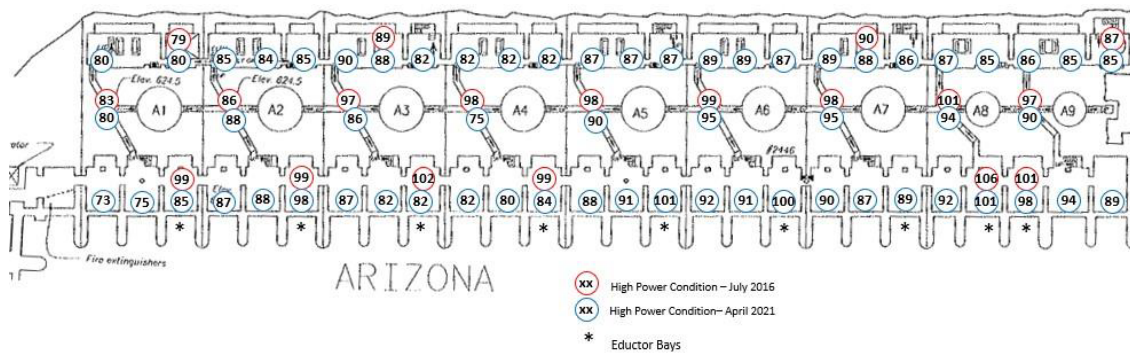 79 89 90 87
80 80 85 84 85 90 88 82 82 82 82 87 87 87 89 89 87 89 88 86 87 85 86 85 85
Elev. 624.5 Elev. 624.5
83 86 97 98 98 99 98 101 97
A1 A2 A3 A4 A5 A6 A7 A8 A9
80 88 86 75 90 95 95 94 90
#2446
99 99 102 99 106 101
Elev.
73 75 85 87 88 98 87 82 82 82 80 84 88 91 101 92 91 100 90 87 89 92 101 98 94 89
* * * * * * * * *
Fire extinguishers
ARIZONA
xx High Power Condition – July 2016
xx High Power Condition– April 2021
* Eductor Bays